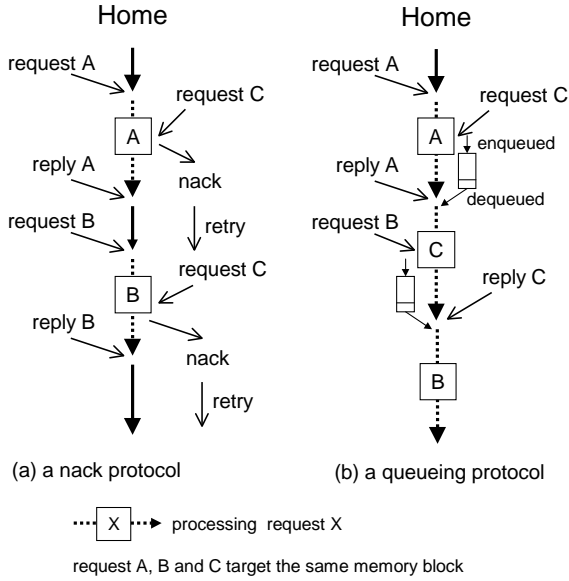 Home
request A
request C
A
reply A
nack
request B
retry
request C
B
reply B
nack
retry
(a) a nack protocol
Home
request A
request C
A
enqueued
reply A
dequeued
request B
C
reply C
B
(b) a queueing protocol
X processing request X
request A, B and C target the same memory block